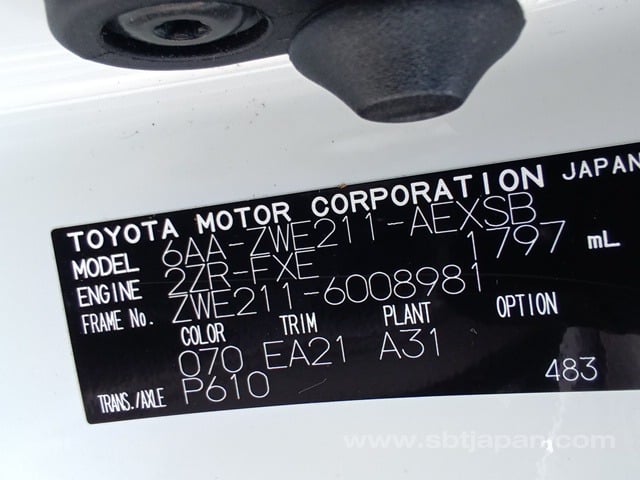 TOYOTA MOTOR CORPORATION JAPAN
MODEL 6AA-ZWE211-AEXSB
ENGINE 2ZR-FXE 1797 mL
FRAME No. ZWE211-6008981
COLOR TRIM PLANT OPTION
070 EA21 A31
TRANS./AXLE P610 483
www.sbtjapan.com